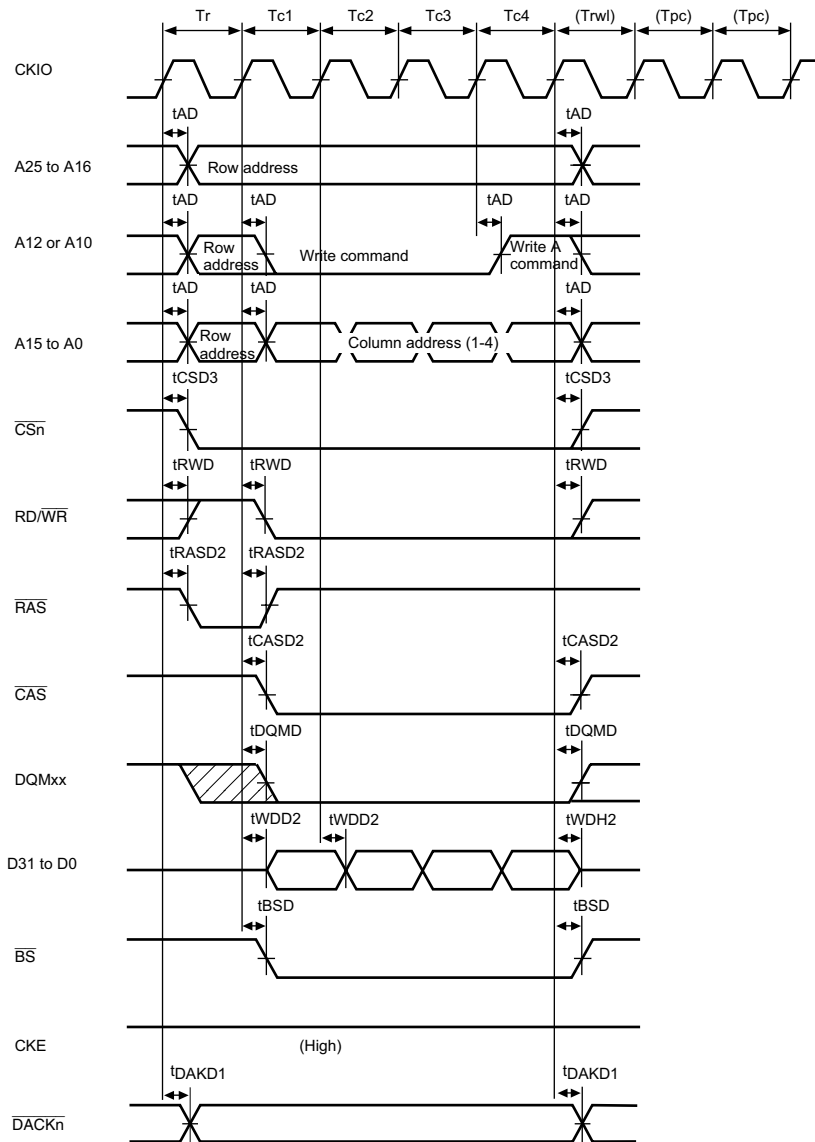 Tr Tc1 Tc2 Tc3 Tc4 (Trwl) (Tpc) (Tpc)
CKIO
tAD tAD
A25 to A16 Row address
tAD tAD tAD tAD
A12 or A10 Row address Write command Write A command
tAD tAD tAD
A15 to A0 Row address Column address (1-4)
tCSD3 tCSD3
CSn
tRWD tRWD tRWD
RD/WR
tRASD2 tRASD2
RAS
tCASD2 tCASD2
CAS
tDQMD tDQMD
DQMxx
tWDD2 tWDD2 tWDH2
D31 to D0
tBSD tBSD
BS
CKE (High)
tDAKD1 tDAKD1
DACKn